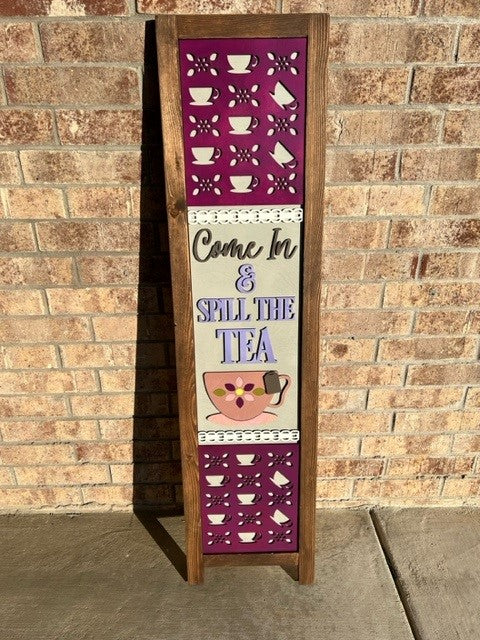 Come In
&
SPILL THE
TEA